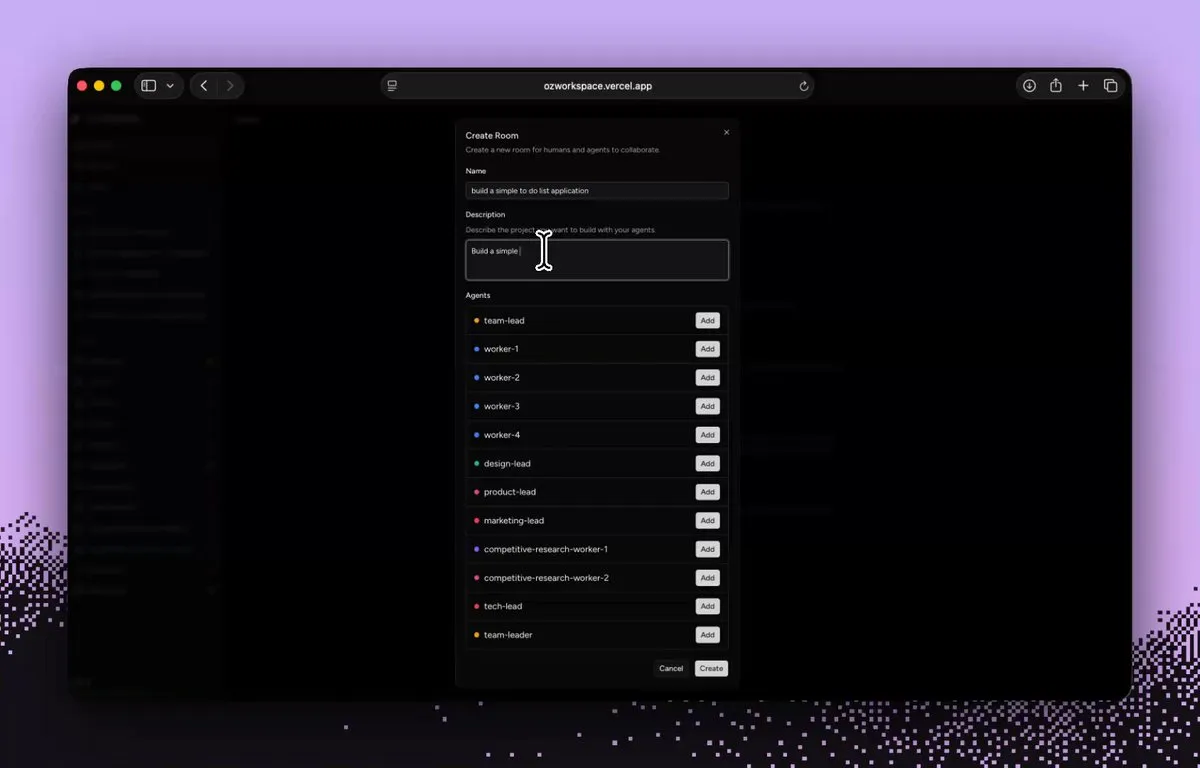 ozworkspace.vercel.app
Create Room
Create a new room for humans and agents to collaborate.
Name
build a simple to do list application
Description
Describe the project want to build with your agents.
Build a simple
Agents
team-lead Add
worker-1 Add
worker-2 Add
worker-3 Add
worker-4 Add
design-lead Add
product-lead Add
marketing-lead Add
competitive-research-worker-1 Add
competitive-research-worker-2 Add
tech-lead Add
team-leader Add
Cancel Create